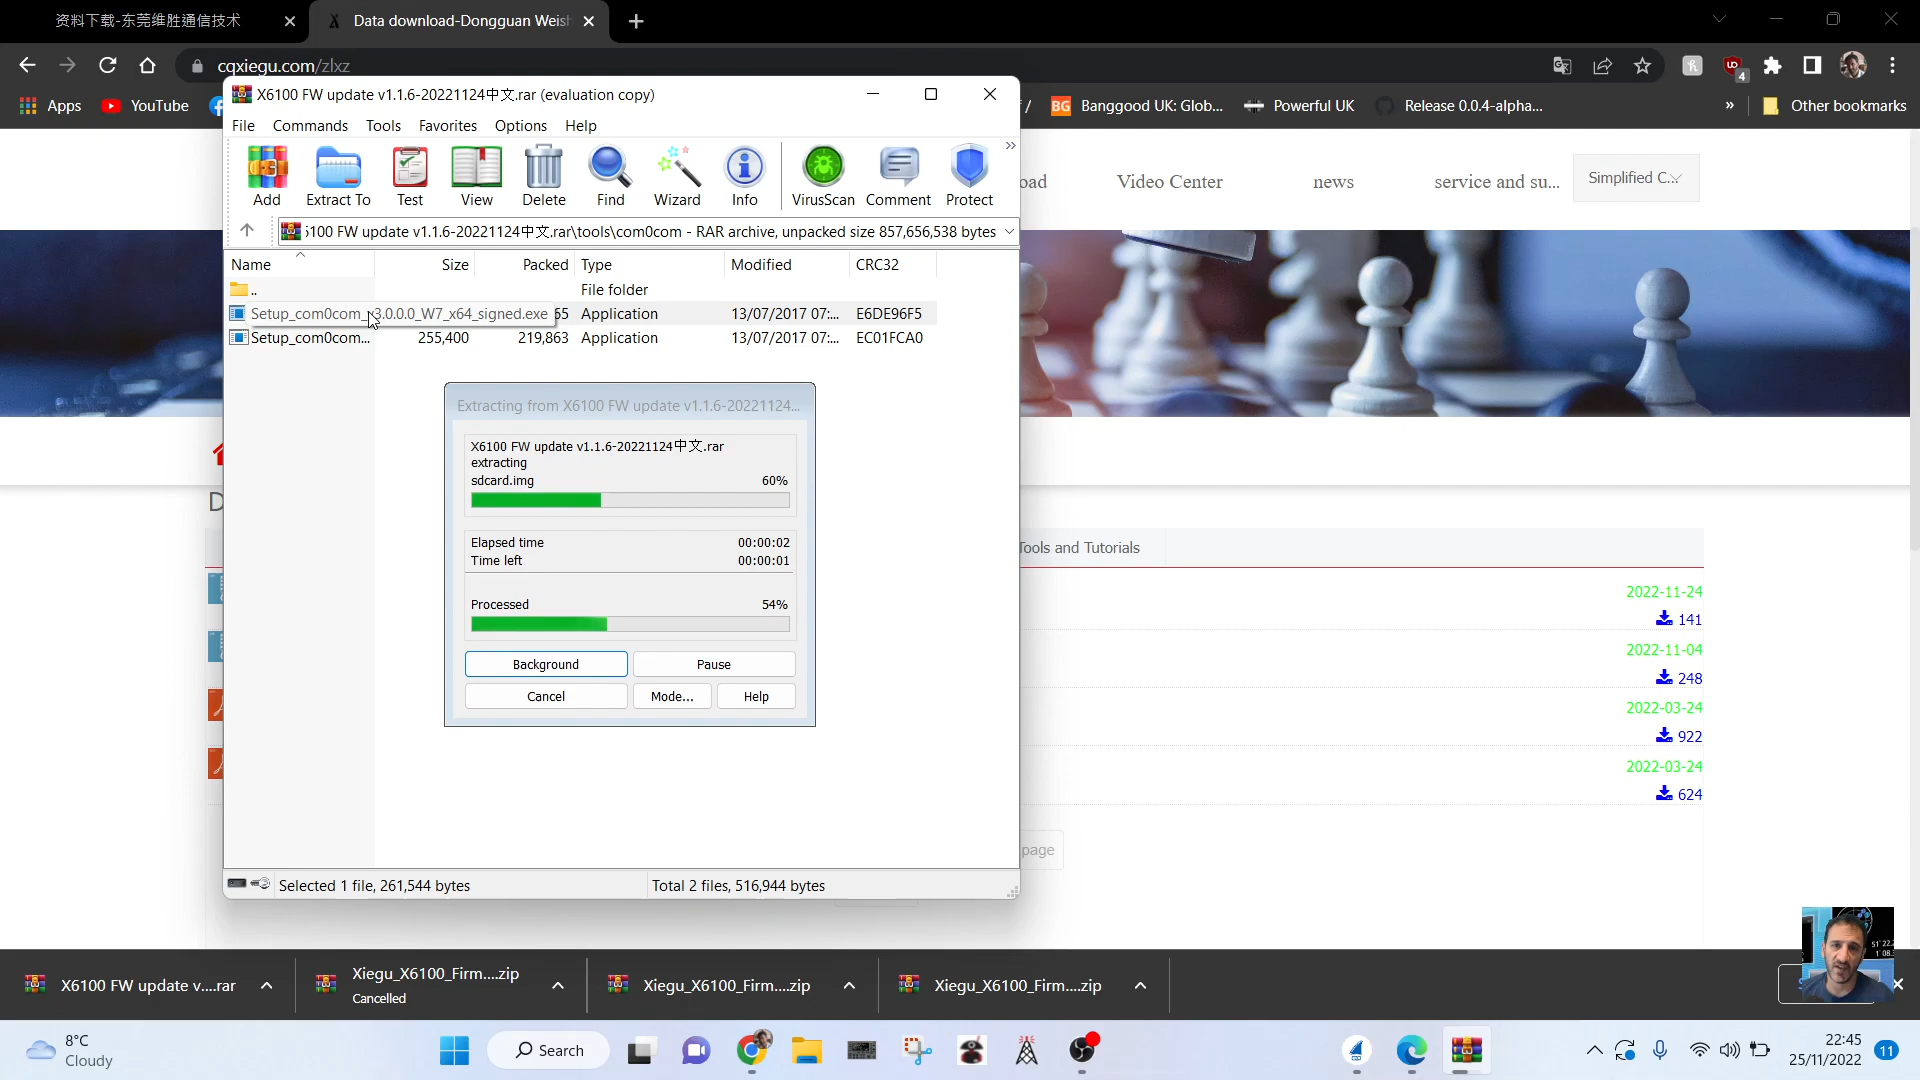 资料下载-东莞维胜通信技术
Data download-Dongguan Weish
cqxiegu.com/zlxz
4
Apps
YouTube
Banggood UK: Glob...
Powerful UK
Release 0.0.4-alpha...
»
Other bookmarks
X6100 FW update v1.1.6-20221124中文.rar (evaluation copy)
File Commands Tools Favorites Options Help
Add Extract To Test View Delete Find Wizard Info VirusScan Comment Protect
»
100 FW update v1.1.6-20221124中文.rar\tools\com0com - RAR archive, unpacked size 857,656,538 bytes
Name Size Packed Type Modified CRC32
.. File folder
Setup_com0com_v3.0.0.0_W7_x64_signed.exe 65 Application 13/07/2017 07:... E6DE96F5
Setup_com0com... 255,400 219,863 Application 13/07/2017 07:... EC01FCA0
Extracting from X6100 FW update v1.1.6-20221124...
X6100 FW update v1.1.6-20221124中文.rar
extracting
sdcard.img 60%
Elapsed time 00:00:02
Time left 00:00:01
Processed 54%
Background Pause
Cancel Mode... Help
Selected 1 file, 261,544 bytes Total 2 files, 516,944 bytes
oad Video Center news service and su... Simplified C...
D
Tools and Tutorials
2022-11-24
141
2022-11-04
248
2022-03-24
922
2022-03-24
624
page
X6100 FW update v....rar
Xiegu_X6100_Firm....zip
Cancelled
Xiegu_X6100_Firm....zip
Xiegu_X6100_Firm....zip
8°C
Cloudy
Search
22:45
25/11/2022
11